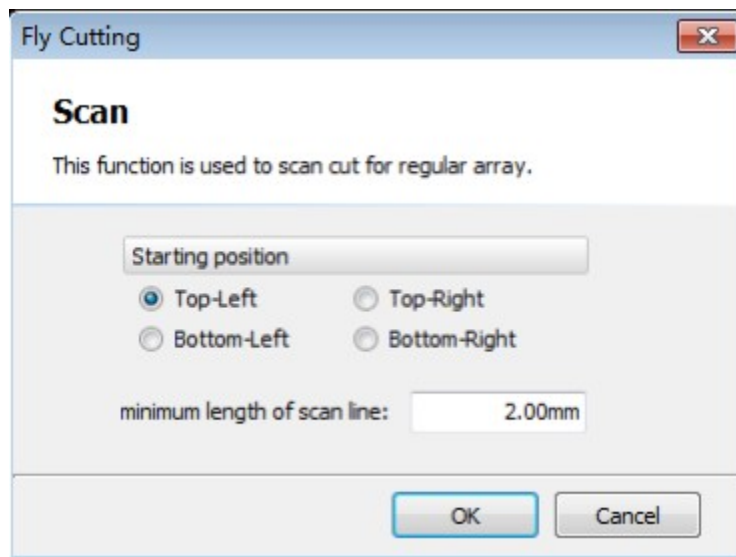 Fly Cutting
Scan
This function is used to scan cut for regular array.
Starting position
Top-Left
Top-Right
Bottom-Left
Bottom-Right
minimum length of scan line:
2.00mm
OK
Cancel